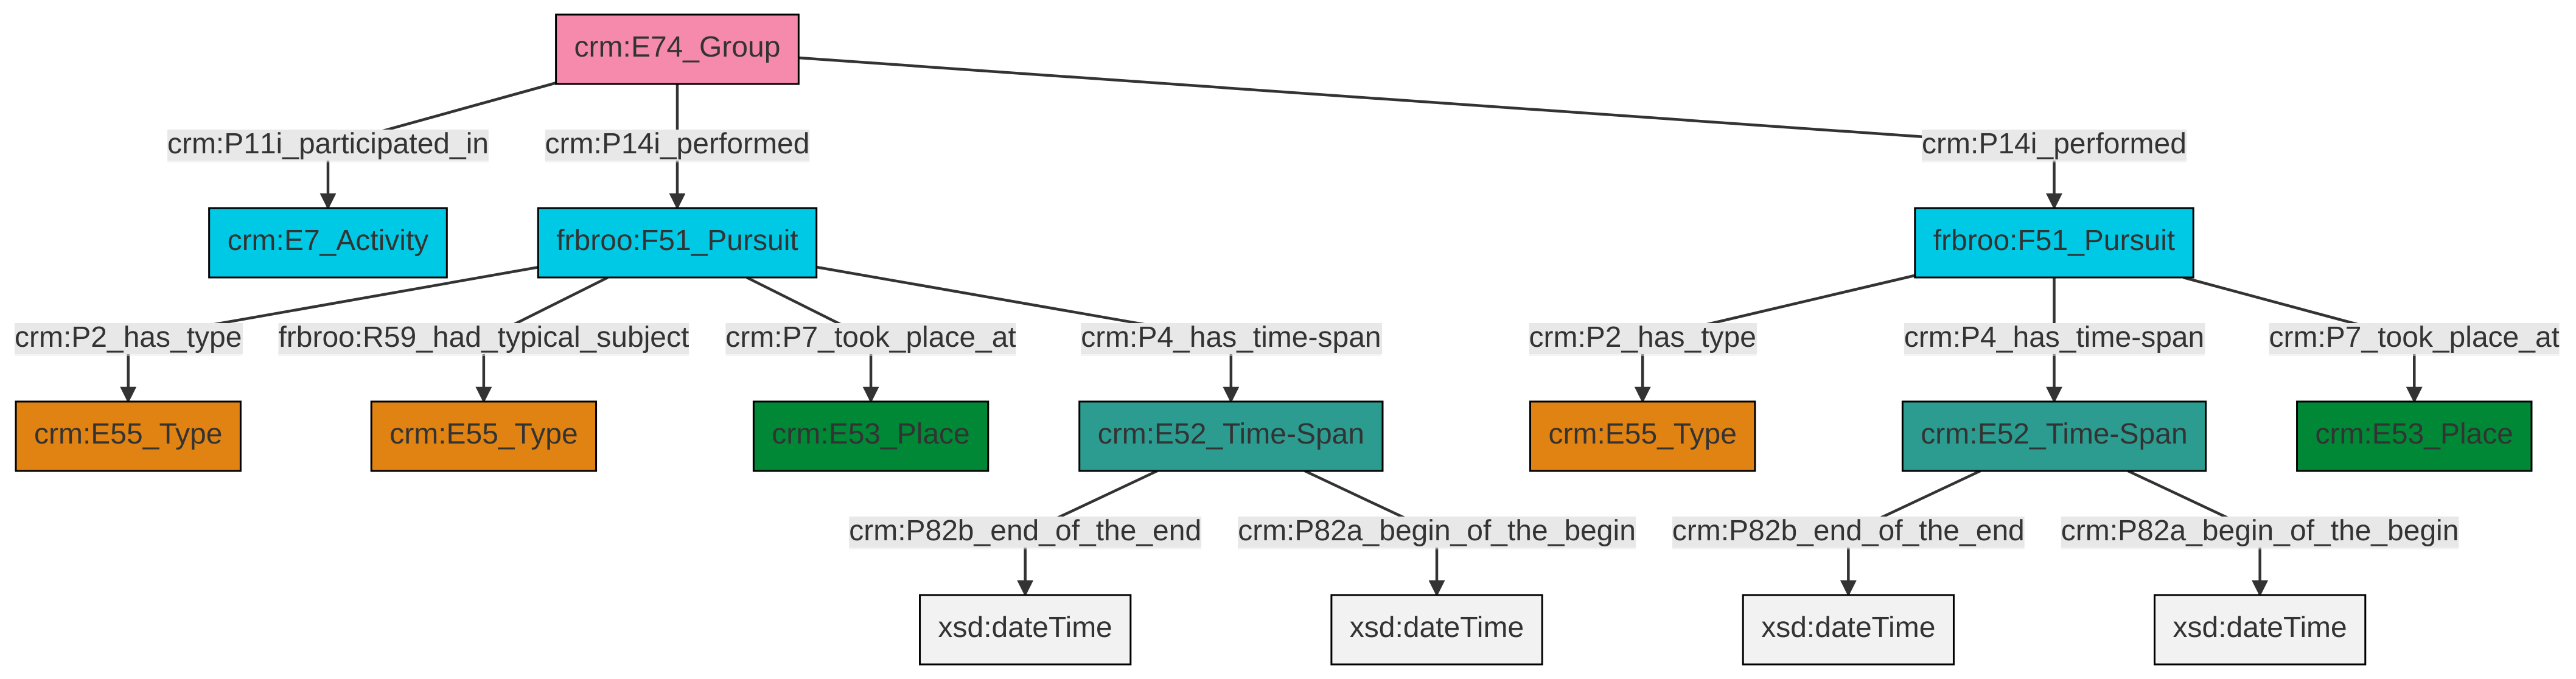 crm:E74_Group
crm:P11i_participated_in
crm:P14i_performed
crm:P14i_performed
crm:E7_Activity
frbroo:F51_Pursuit
frbroo:F51_Pursuit
crm:P2_has_type
frbroo:R59_had_typical_subject
crm:P7_took_place_at
crm:P4_has_time-span
crm:P2_has_type
crm:P4_has_time-span
crm:P7_took_place_at
crm:E55_Type
crm:E55_Type
crm:E53_Place
crm:E52_Time-Span
crm:E55_Type
crm:E52_Time-Span
crm:E53_Place
crm:P82b_end_of_the_end
crm:P82a_begin_of_the_begin
crm:P82b_end_of_the_end
crm:P82a_begin_of_the_begin
xsd:dateTime
xsd:dateTime
xsd:dateTime
xsd:dateTime